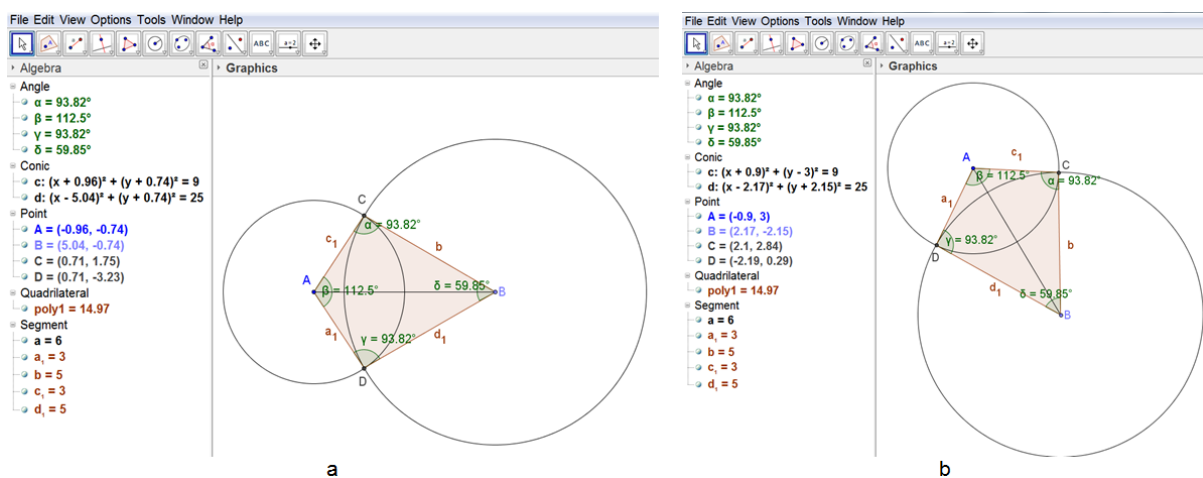 File Edit View Options Tools Window Help
ABC
a=2
Algebra
Graphics
Angle
α = 93.82°
β = 112.5°
γ = 93.82°
δ = 59.85°
Conic
c: (x + 0.96)² + (y + 0.74)² = 9
d: (x - 5.04)² + (y + 0.74)² = 25
Point
A = (-0.96, -0.74)
B = (5.04, -0.74)
C = (0.71, 1.75)
D = (0.71, -3.23)
Quadrilateral
poly1 = 14.97
Segment
a = 6
a₁ = 3
b = 5
c₁ = 3
d₁ = 5
C
α = 93.82°
c₁
b
A
β = 112.5°
δ = 59.85°
B
a₁
γ = 93.82°
d₁
D
a
File Edit View Options Tools Window Help
ABC
a=2
Algebra
Graphics
Angle
α = 93.82°
β = 112.5°
γ = 93.82°
δ = 59.85°
Conic
c: (x + 0.9)² + (y - 3)² = 9
d: (x - 2.17)² + (y + 2.15)² = 25
Point
A = (-0.9, 3)
B = (2.17, -2.15)
C = (2.1, 2.84)
D = (-2.19, 0.29)
Quadrilateral
poly1 = 14.97
Segment
a = 6
a₁ = 3
b = 5
c₁ = 3
d₁ = 5
A
c₁
C
β = 112.5°
α = 93.82°
a₁
γ = 93.82°
D
b
d₁
δ = 59.85°
B
b